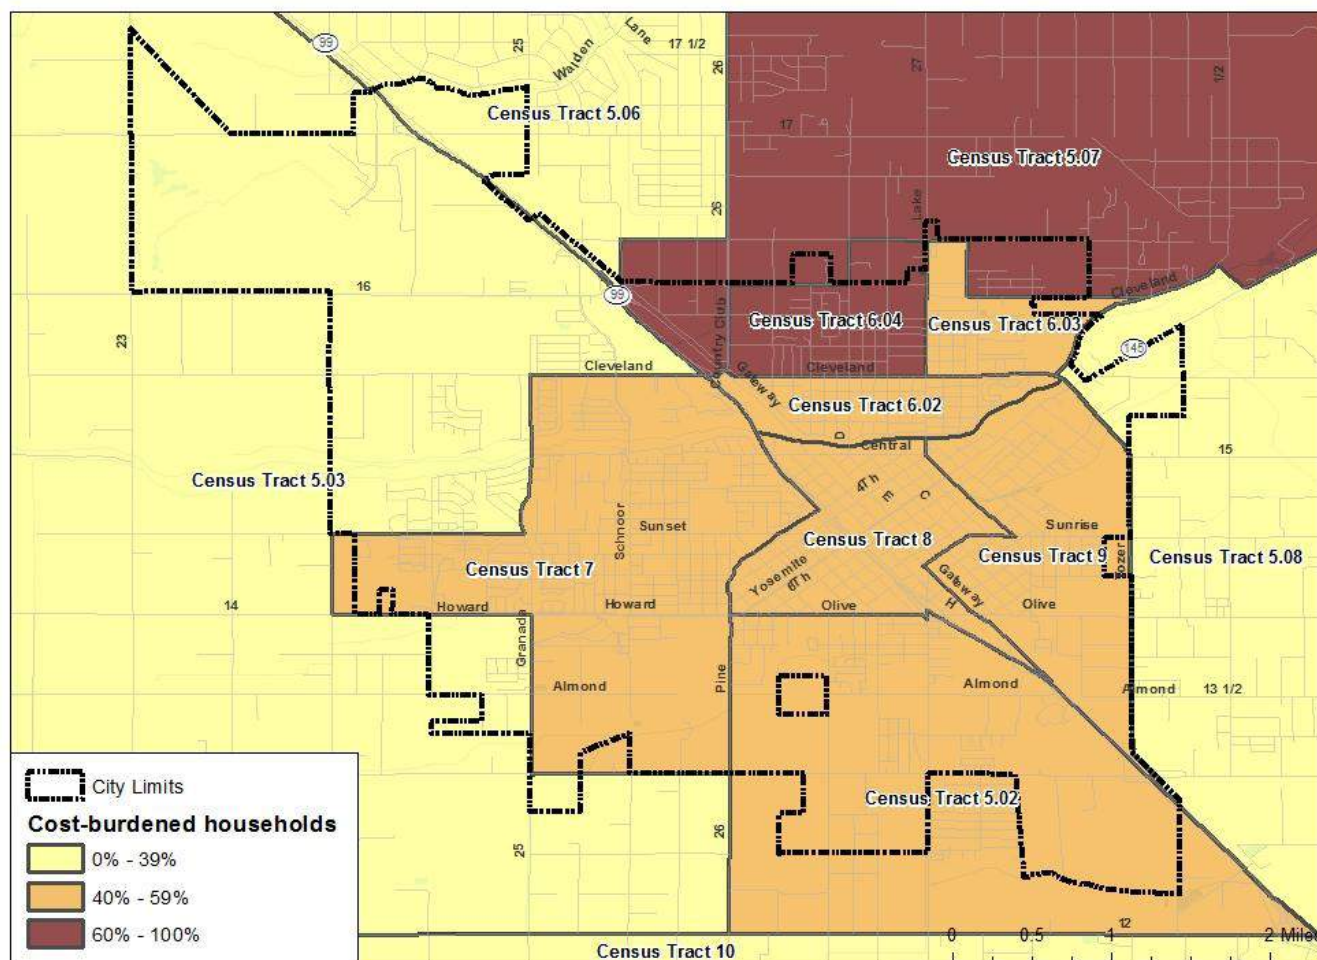 99
25
Walden
Lane
17 1/2
26
27
1/2
Census Tract 5.06
17
Census Tract 5.07
26
Lake
16
99
Cleveland
23
Country Club
Census Tract 6.04
Census Tract 6.03
145
Cleveland
Gateway
Cleveland
Census Tract 6.02
D
Central
15
Census Tract 5.03
4Th
E
C
Schnoor
Sunset
Sunrise
Census Tract 8
Census Tract 9
Census Tract 5.08
Census Tract 7
Yosemite
6Th
Gateway
14
Howard
Howard
Olive
H
Olive
Granada
Almond
Pine
Almond
Almond
13 1/2
Census Tract 5.02
25
26
12
Census Tract 10
City Limits
Cost-burdened households
0% - 39%
40% - 59%
60% - 100%
0 0.5 1 2 Miles